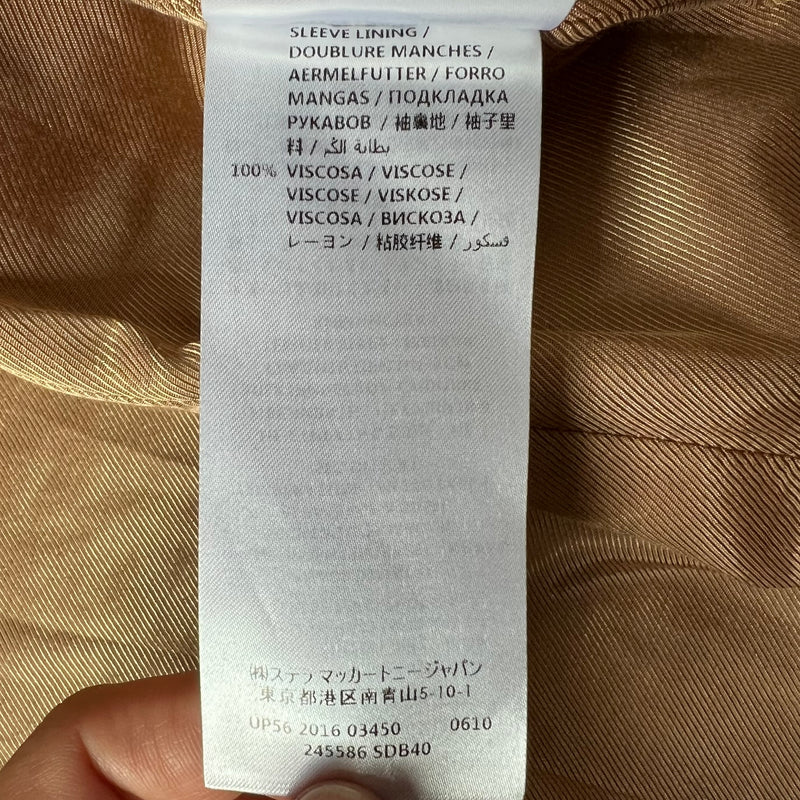 SLEEVE LINING /
DOUBLURE MANCHES /
AERMELFUTTER / FORRO
MANGAS / ПОДКЛАДКА
РУКАВОВ / 袖裏地 / 袖子里
料 / بطانة الكُم
100% VISCOSA / VISCOSE /
VISCOSE / VISKOSE /
VISCOSA / ВИСКОЗА /
レーヨン / 粘胶纤维 / فسكوز
(株)ステラ マッカートニージャパン
東京都港区南青山5-10-1
UP56 2016 03450 0610
245586 SDB40